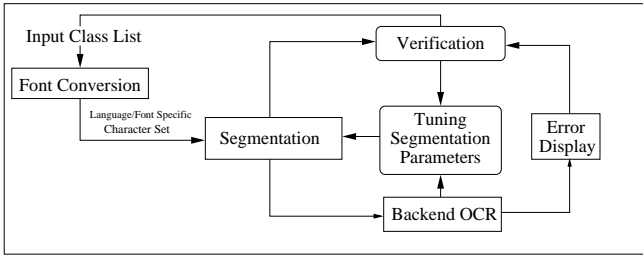 Input Class List
Verification
Font Conversion
Language/Font Specific
Character Set
Segmentation
Tuning
Segmentation
Parameters
Error
Display
Backend OCR